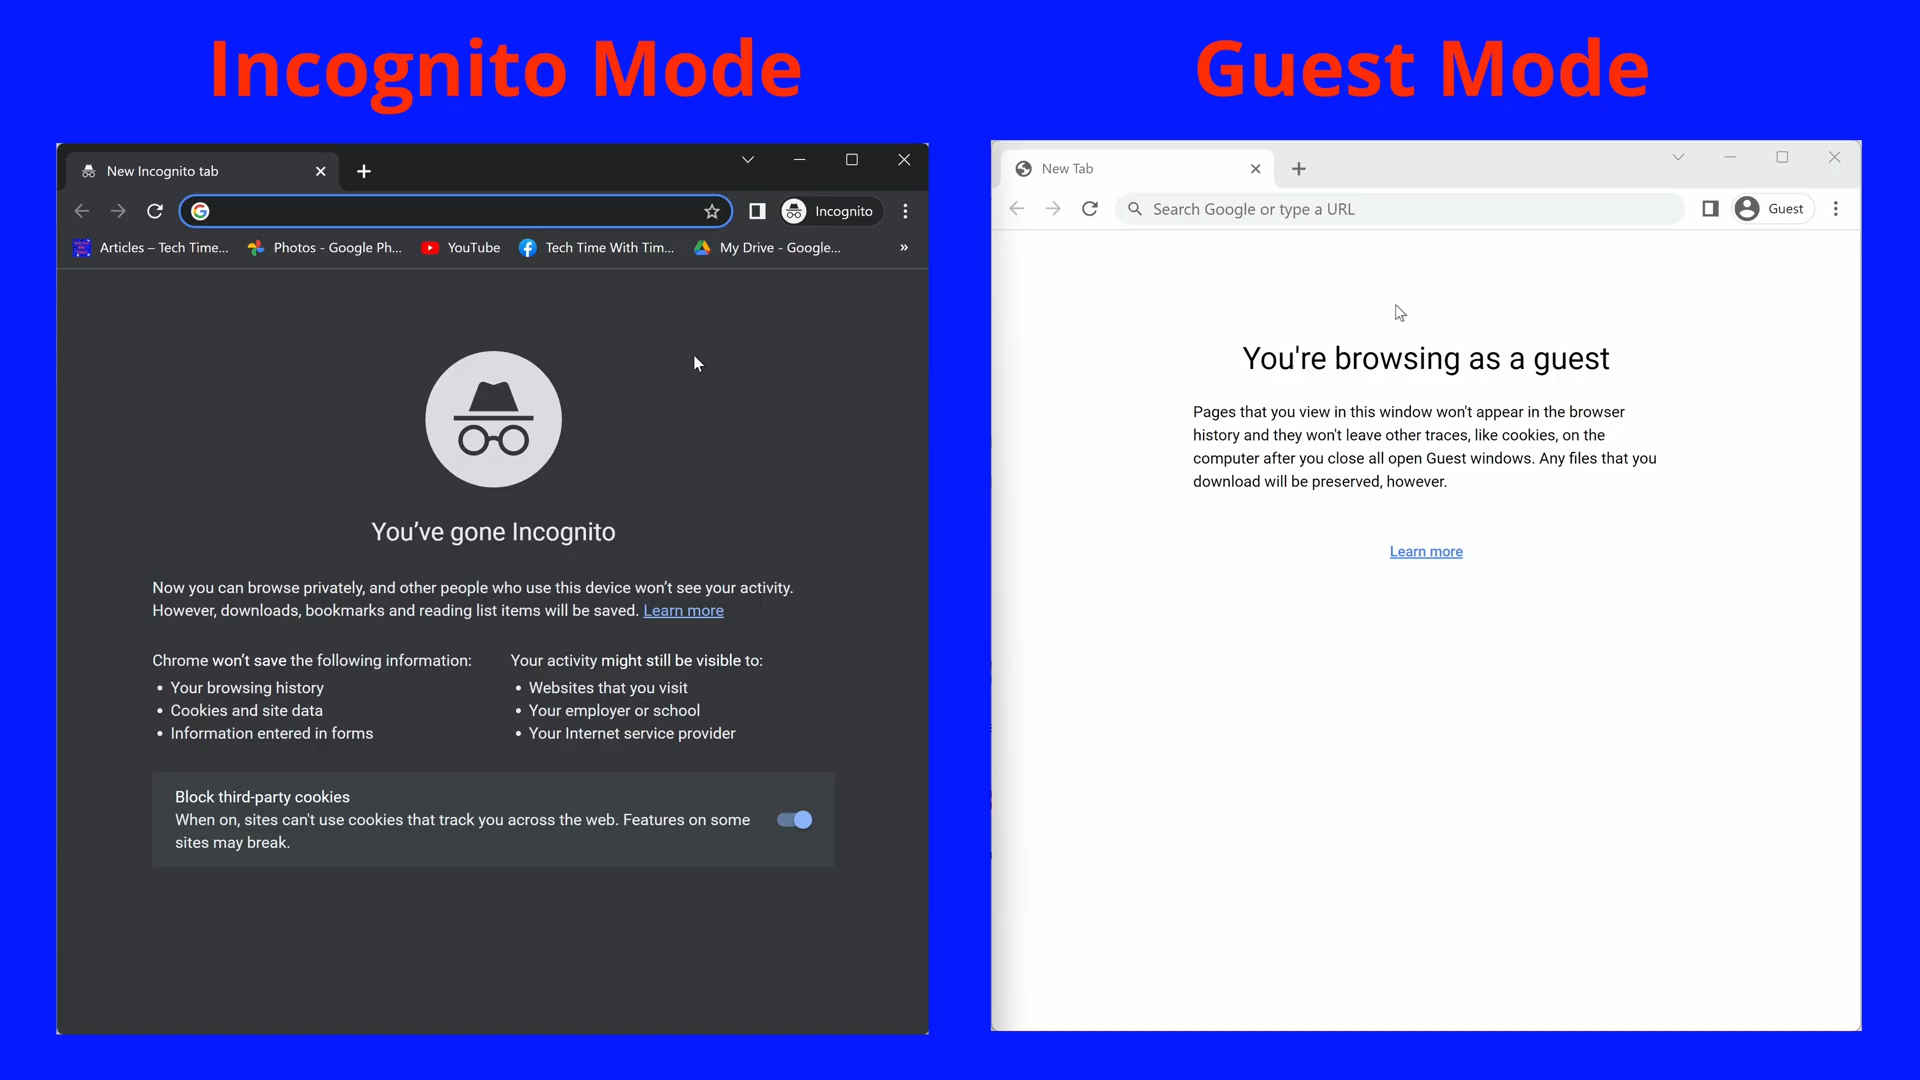 Incognito Mode
New Incognito tab
Incognito
Articles – Tech Time...
Photos - Google Ph...
YouTube
Tech Time With Tim...
My Drive - Google...
»
You’ve gone Incognito
Now you can browse privately, and other people who use this device won’t see your activity.
However, downloads, bookmarks and reading list items will be saved. Learn more
Chrome won’t save the following information:
• Your browsing history
• Cookies and site data
• Information entered in forms
Your activity might still be visible to:
• Websites that you visit
• Your employer or school
• Your Internet service provider
Block third-party cookies
When on, sites can't use cookies that track you across the web. Features on some
sites may break.
Guest Mode
New Tab
Search Google or type a URL
Guest
You're browsing as a guest
Pages that you view in this window won't appear in the browser
history and they won't leave other traces, like cookies, on the
computer after you close all open Guest windows. Any files that you
download will be preserved, however.
Learn more